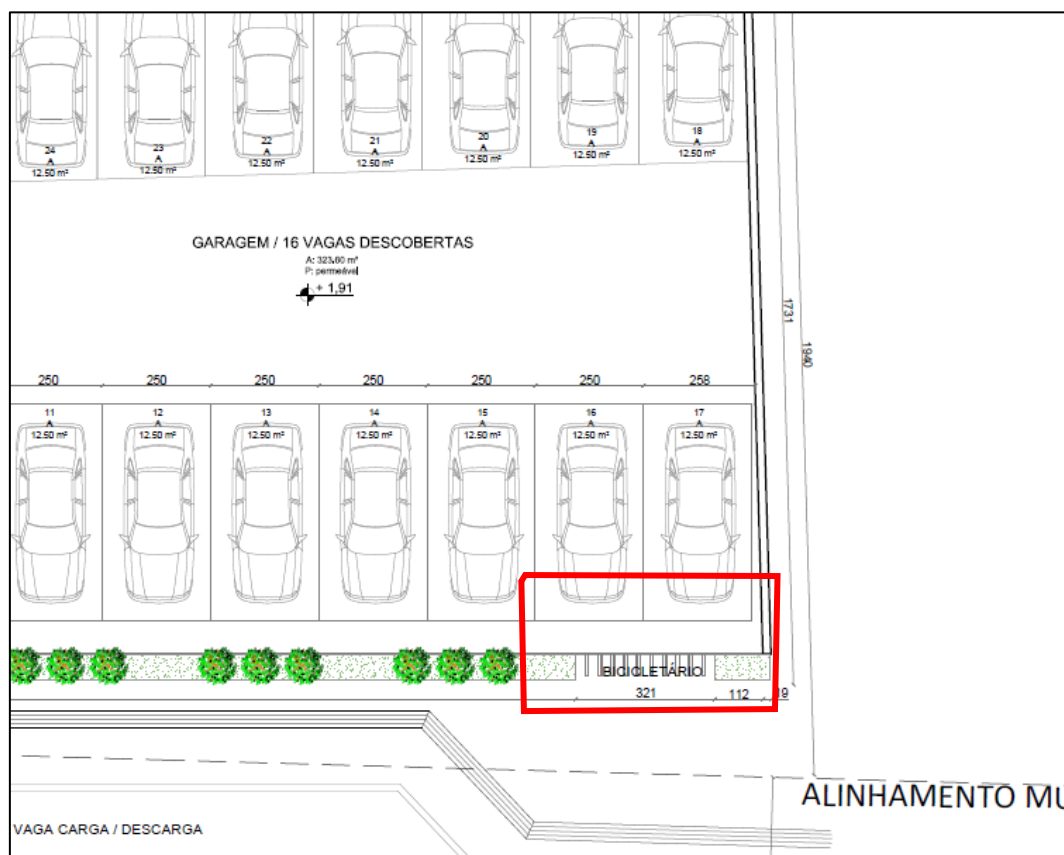 24
A
12.50 m²
23
A
12.50 m²
22
A
12.50 m²
21
A
12.50 m²
20
A
12.50 m²
19
A
12.50 m²
18
A
12.50 m²
GARAGEM / 16 VAGAS DESCOBERTAS
A: 323.60 m²
P: permeável
+ 1,91
1731
1940
250 250 250 250 250 250 258
11
A
12.50 m²
12
A
12.50 m²
13
A
12.50 m²
14
A
12.50 m²
15
A
12.50 m²
16
A
12.50 m²
17
A
12.50 m²
BICICLETÁRIO
321 112 19
ALINHAMENTO MU
VAGA CARGA / DESCARGA